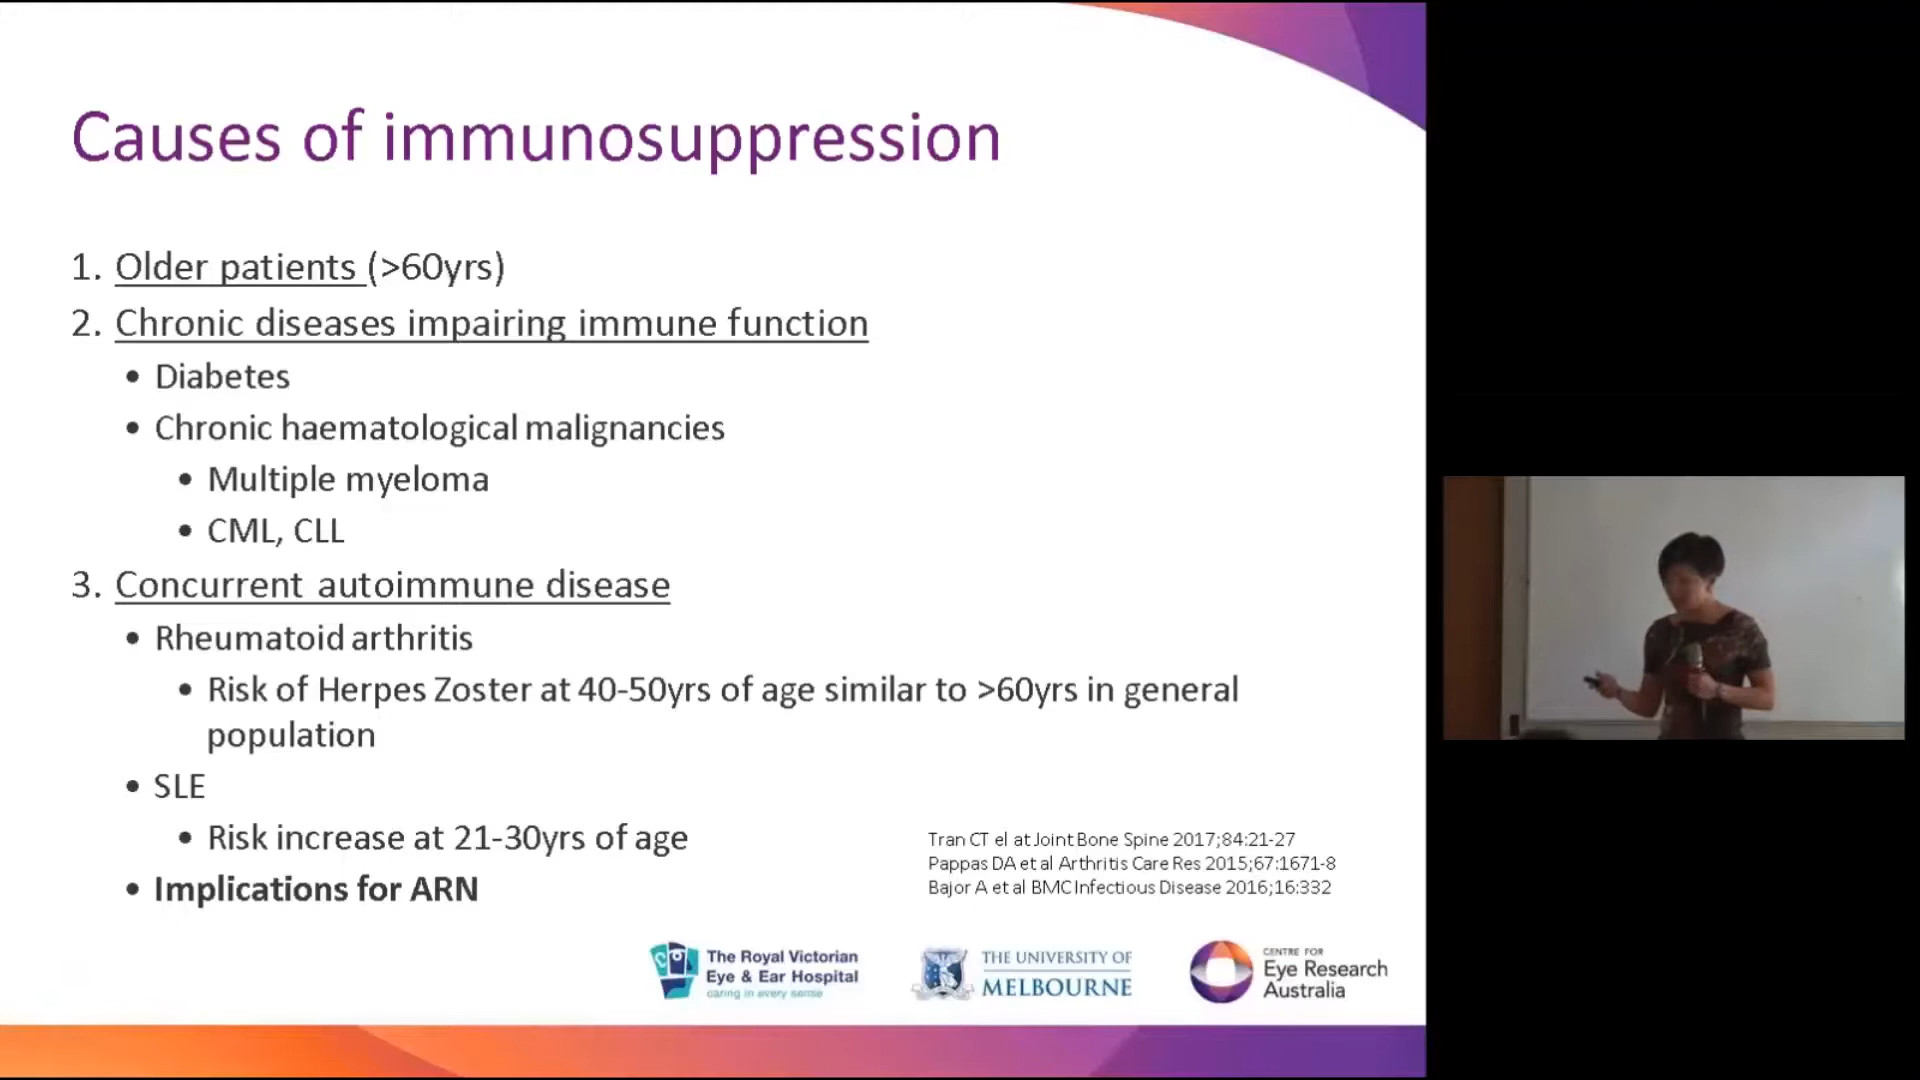 Causes of immunosuppression
1. Older patients (>60yrs)
2. Chronic diseases impairing immune function
• Diabetes
• Chronic haematological malignancies
• Multiple myeloma
• CML, CLL
3. Concurrent autoimmune disease
• Rheumatoid arthritis
• Risk of Herpes Zoster at 40-50yrs of age similar to >60yrs in general
population
• SLE
• Risk increase at 21-30yrs of age
• Implications for ARN
Tran CT el at Joint Bone Spine 2017;84:21-27
Pappas DA et al Arthritis Care Res 2015;67:1671-8
Bajor A et al BMC Infectious Disease 2016;16:332
The Royal Victorian
Eye & Ear Hospital
caring in every sense
THE UNIVERSITY OF
MELBOURNE
CENTRE FOR
Eye Research
Australia